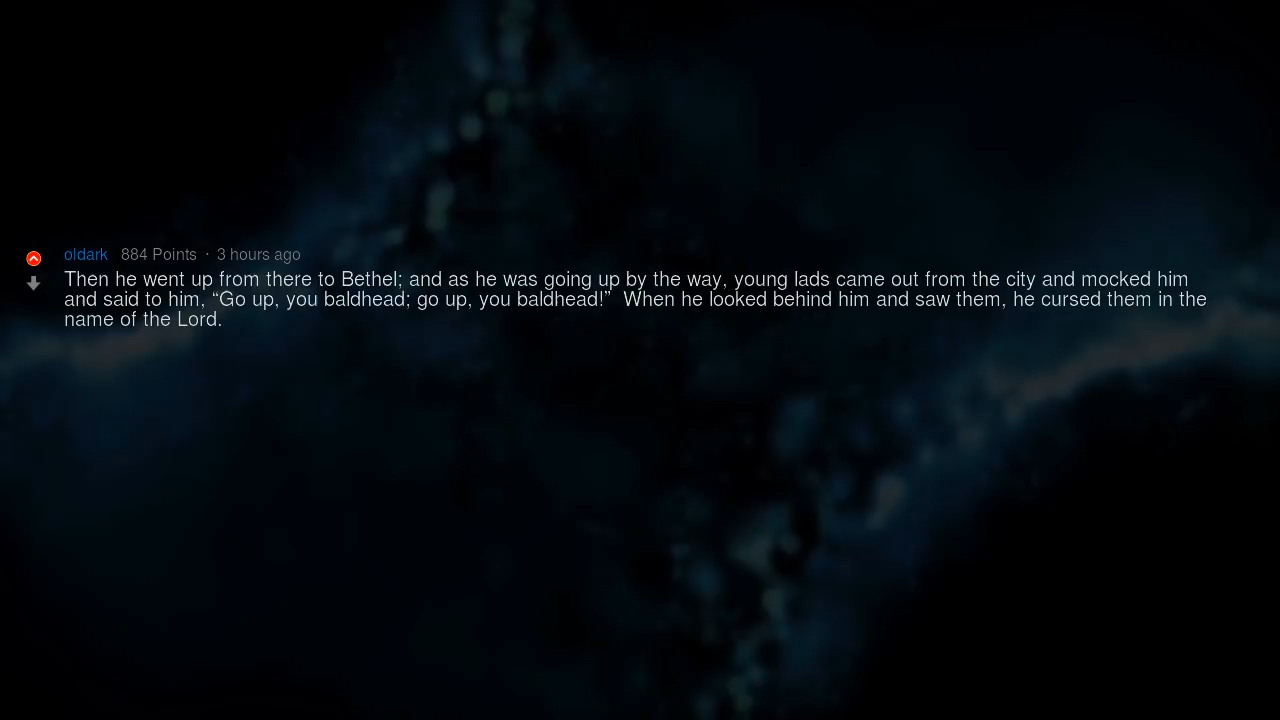 oldark 884 Points · 3 hours ago
Then he went up from there to Bethel; and as he was going up by the way, young lads came out from the city and mocked him
and said to him, “Go up, you baldhead; go up, you baldhead!”  When he looked behind him and saw them, he cursed them in the
name of the Lord.